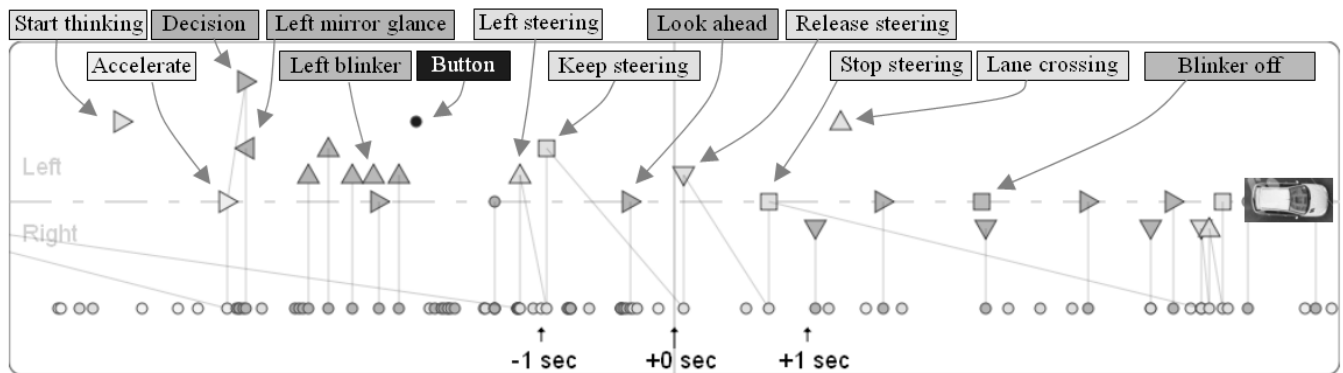 Start thinking
Decision
Left mirror glance
Left steering
Look ahead
Release steering
Accelerate
Left blinker
Button
Keep steering
Stop steering
Lane crossing
Blinker off
Left
Right
-1 sec
+0 sec
+1 sec